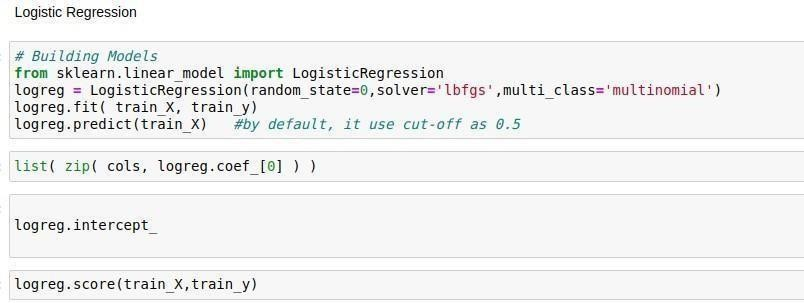 Logistic Regression
# Building Models
from sklearn.linear_model import LogisticRegression
logreg = LogisticRegression(random_state=0,solver='lbfgs',multi_class='multinomial')
logreg.fit( train_X, train_y)
logreg.predict(train_X)   #by default, it use cut-off as 0.5
list( zip( cols, logreg.coef_[0] ) )
logreg.intercept_
logreg.score(train_X,train_y)